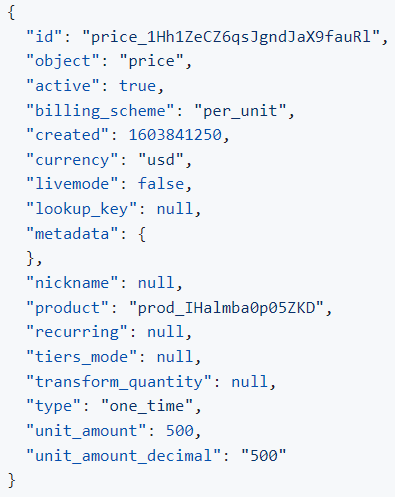 {
  "id": "price_1Hh1ZeCZ6qsJgndJaX9fauRl",
  "object": "price",
  "active": true,
  "billing_scheme": "per_unit",
  "created": 1603841250,
  "currency": "usd",
  "livemode": false,
  "lookup_key": null,
  "metadata": {
  },
  "nickname": null,
  "product": "prod_IHalmba0p05ZKD",
  "recurring": null,
  "tiers_mode": null,
  "transform_quantity": null,
  "type": "one_time",
  "unit_amount": 500,
  "unit_amount_decimal": "500"
}